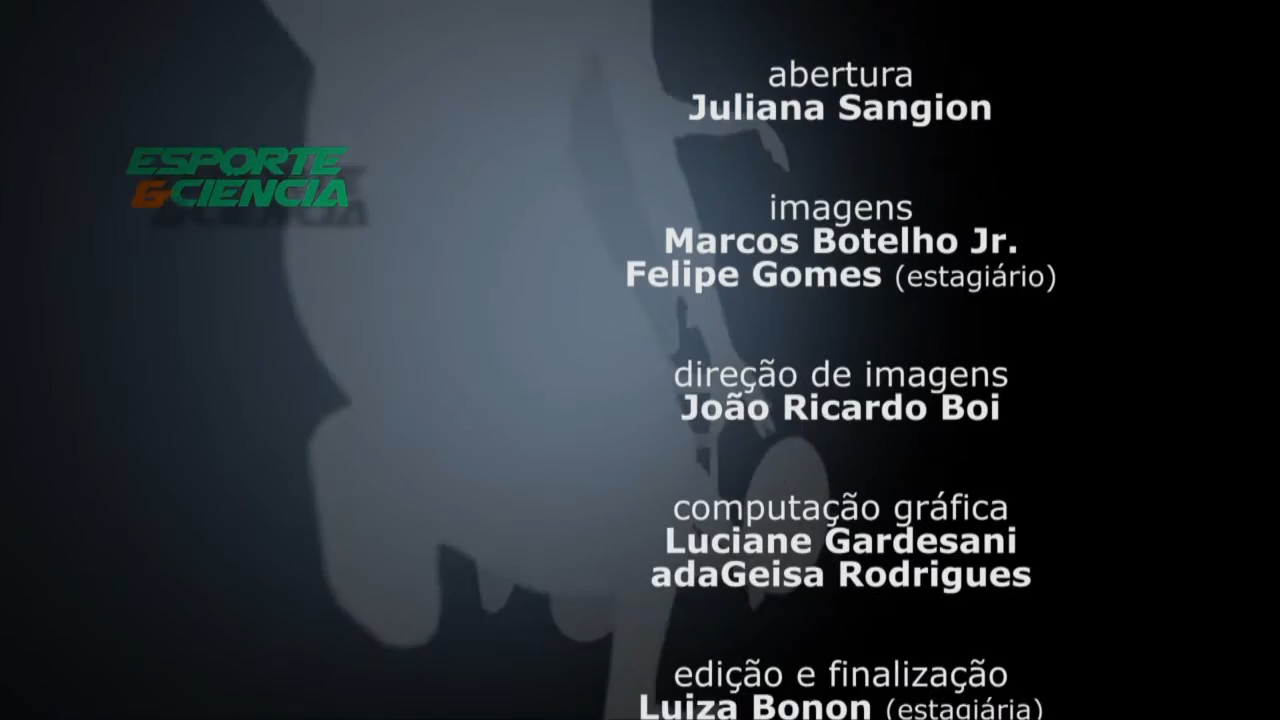 ESPORTE
&CIENCIA
abertura
Juliana Sangion
imagens
Marcos Botelho Jr.
Felipe Gomes (estagiário)
direção de imagens
João Ricardo Boi
computação gráfica
Luciane Gardesani
adaGeisa Rodrigues
edição e finalização
Luiza Bonon (estagiária)